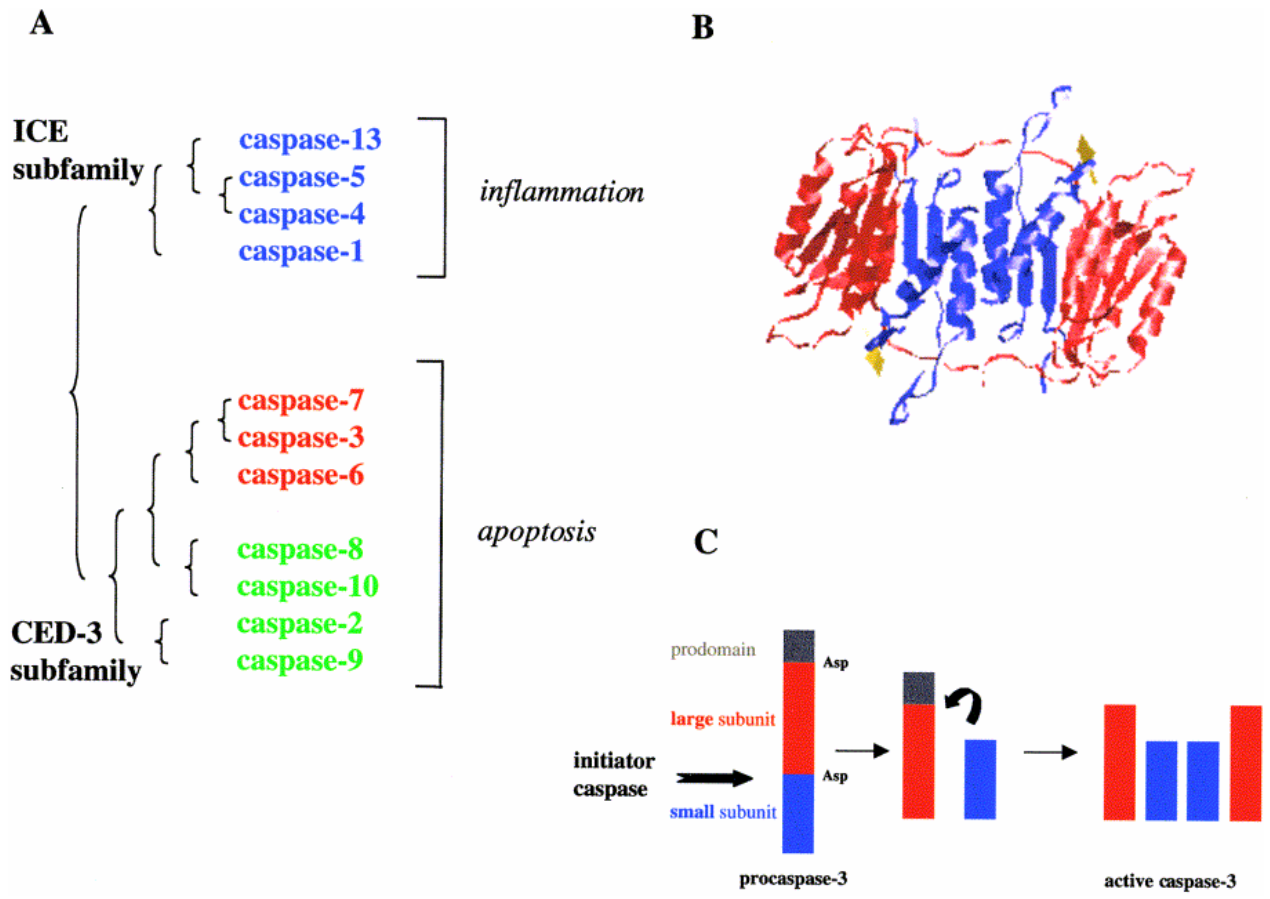 A
ICE
subfamily
caspase-13
caspase-5
caspase-4
caspase-1
inflammation
caspase-7
caspase-3
caspase-6
caspase-8
caspase-10
caspase-2
caspase-9
apoptosis
CED-3
subfamily
B
C
prodomain
Asp
large subunit
initiator
caspase
Asp
small subunit
procaspase-3
active caspase-3